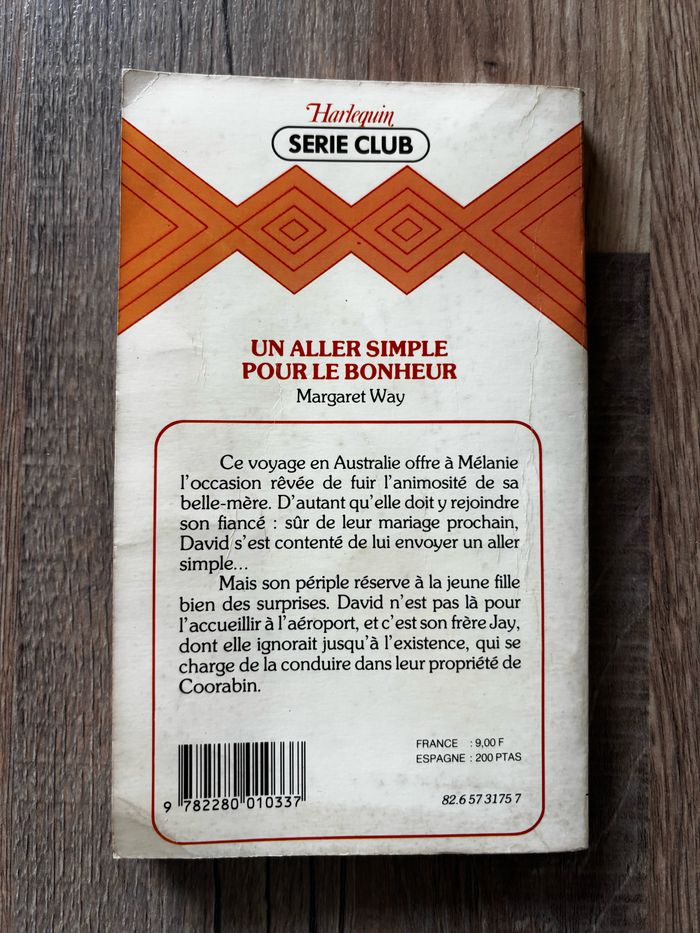 Harlequin
SERIE CLUB
UN ALLER SIMPLE
POUR LE BONHEUR
Margaret Way
Ce voyage en Australie offre à Mélanie
l'occasion rêvée de fuir l'animosité de sa
belle-mère. D'autant qu'elle doit y rejoindre
son fiancé : sûr de leur mariage prochain,
David s'est contenté de lui envoyer un aller
simple...
Mais son périple réserve à la jeune fille
bien des surprises. David n'est pas là pour
l'accueillir à l'aéroport, et c'est son frère Jay,
dont elle ignorait jusqu'à l'existence, qui se
charge de la conduire dans leur propriété de
Coorabin.
FRANCE : 9,00 F
ESPAGNE : 200 PTAS
9 782280 010337
82.6 57 3175 7